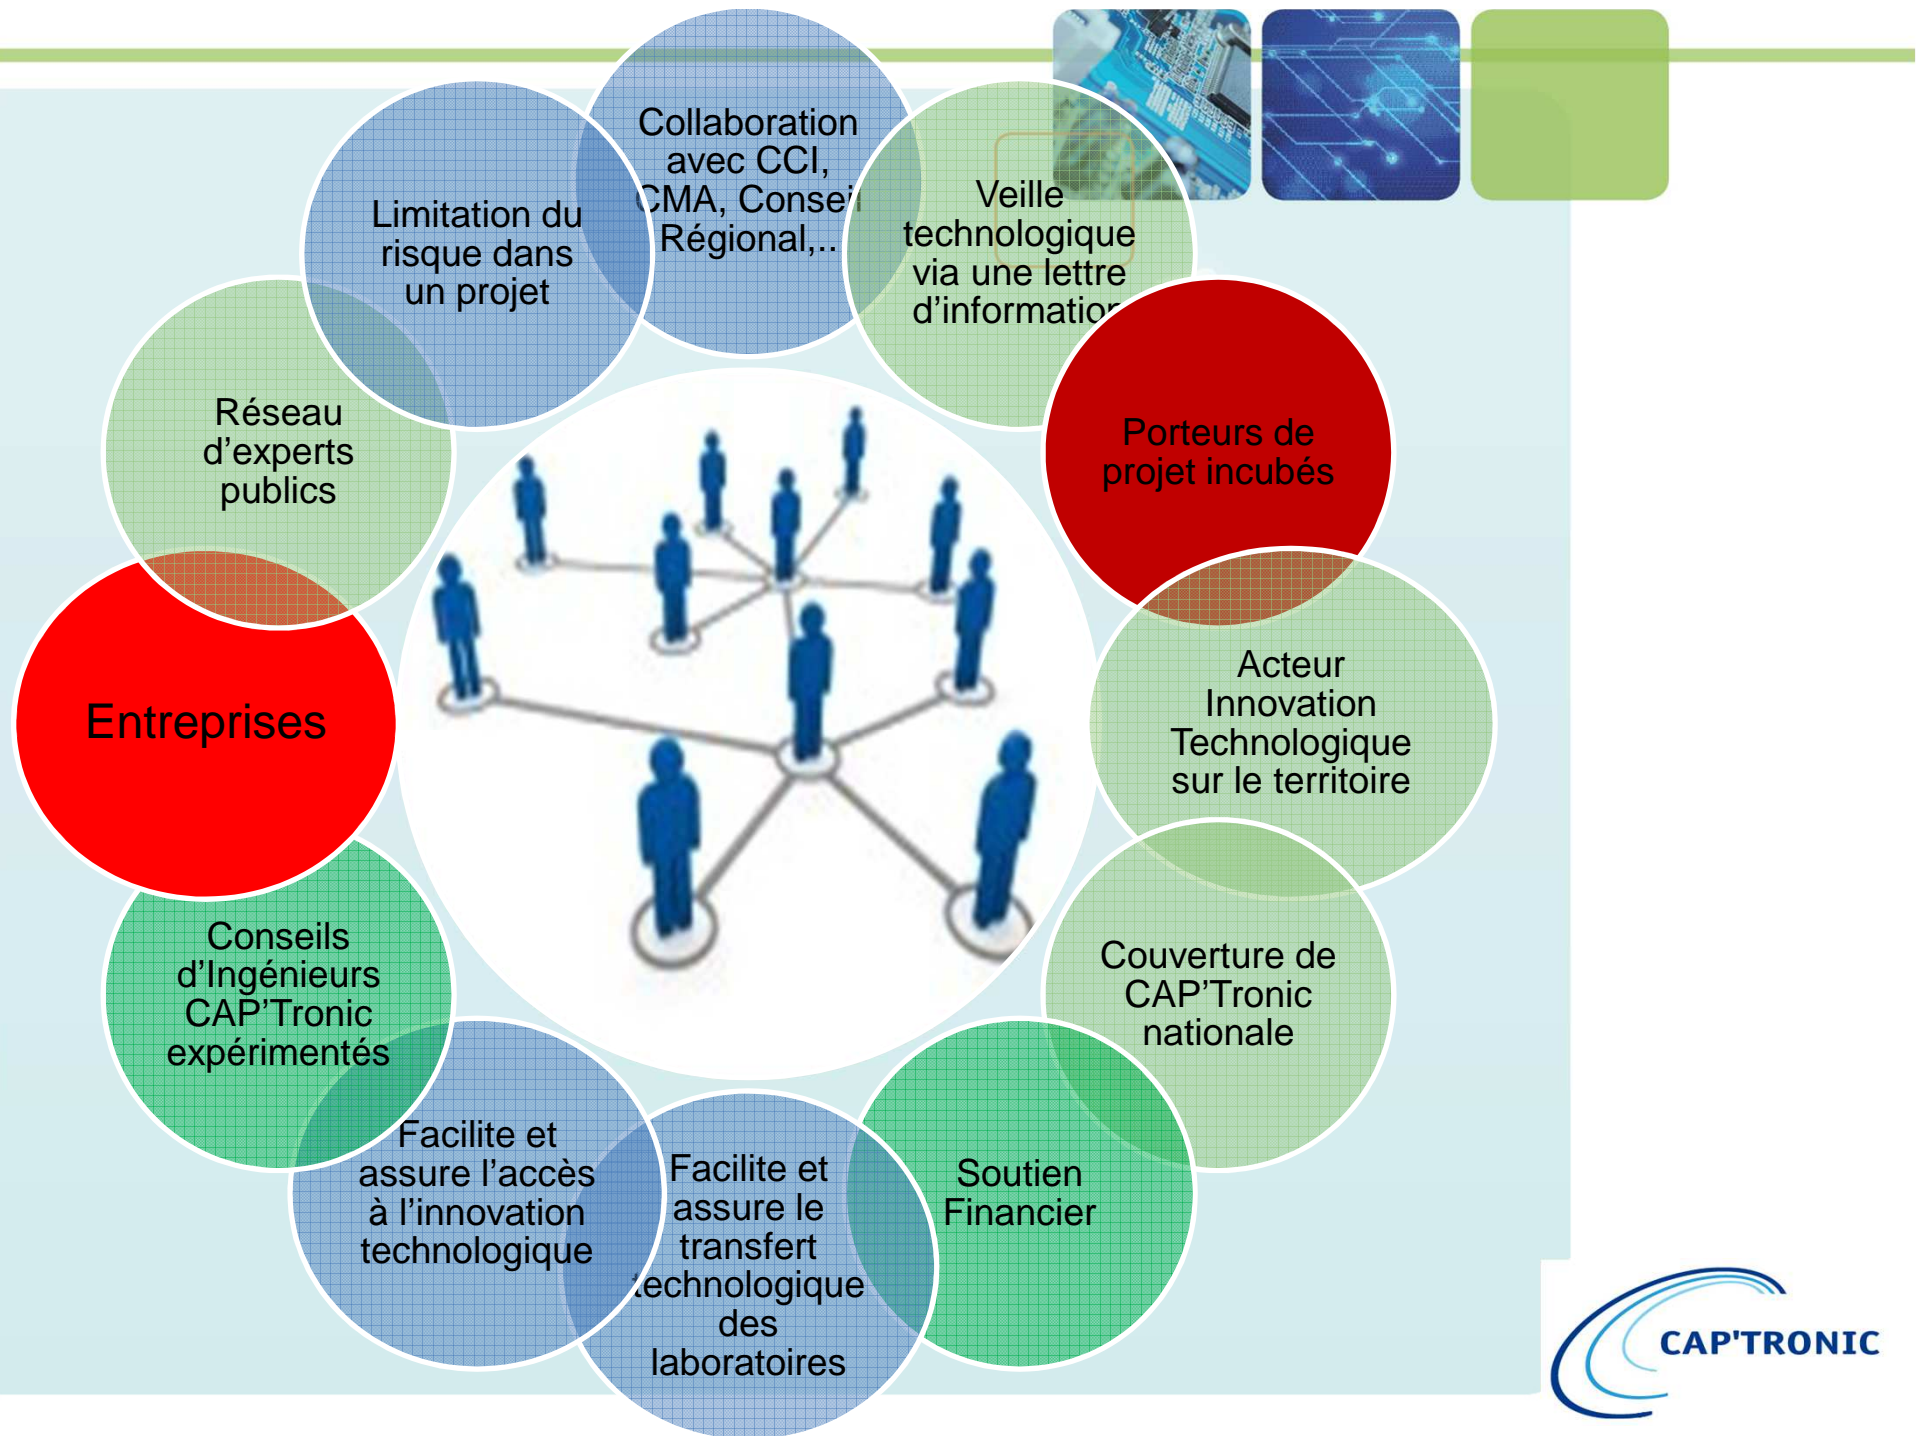 Collaboration
avec CCI,
CMA, Conseil
Régional,..
Veille
technologique
via une lettre
d’information
Porteurs de
projet incubés
Acteur
Innovation
Technologique
sur le territoire
Couverture de
CAP’Tronic
nationale
Soutien
Financier
Facilite et
assure le
transfert
technologique
des
laboratoires
Facilite et
assure l’accès
à l’innovation
technologique
Conseils
d’Ingénieurs
CAP’Tronic
expérimentés
Entreprises
Réseau
d’experts
publics
Limitation du
risque dans
un projet
CAP'TRONIC